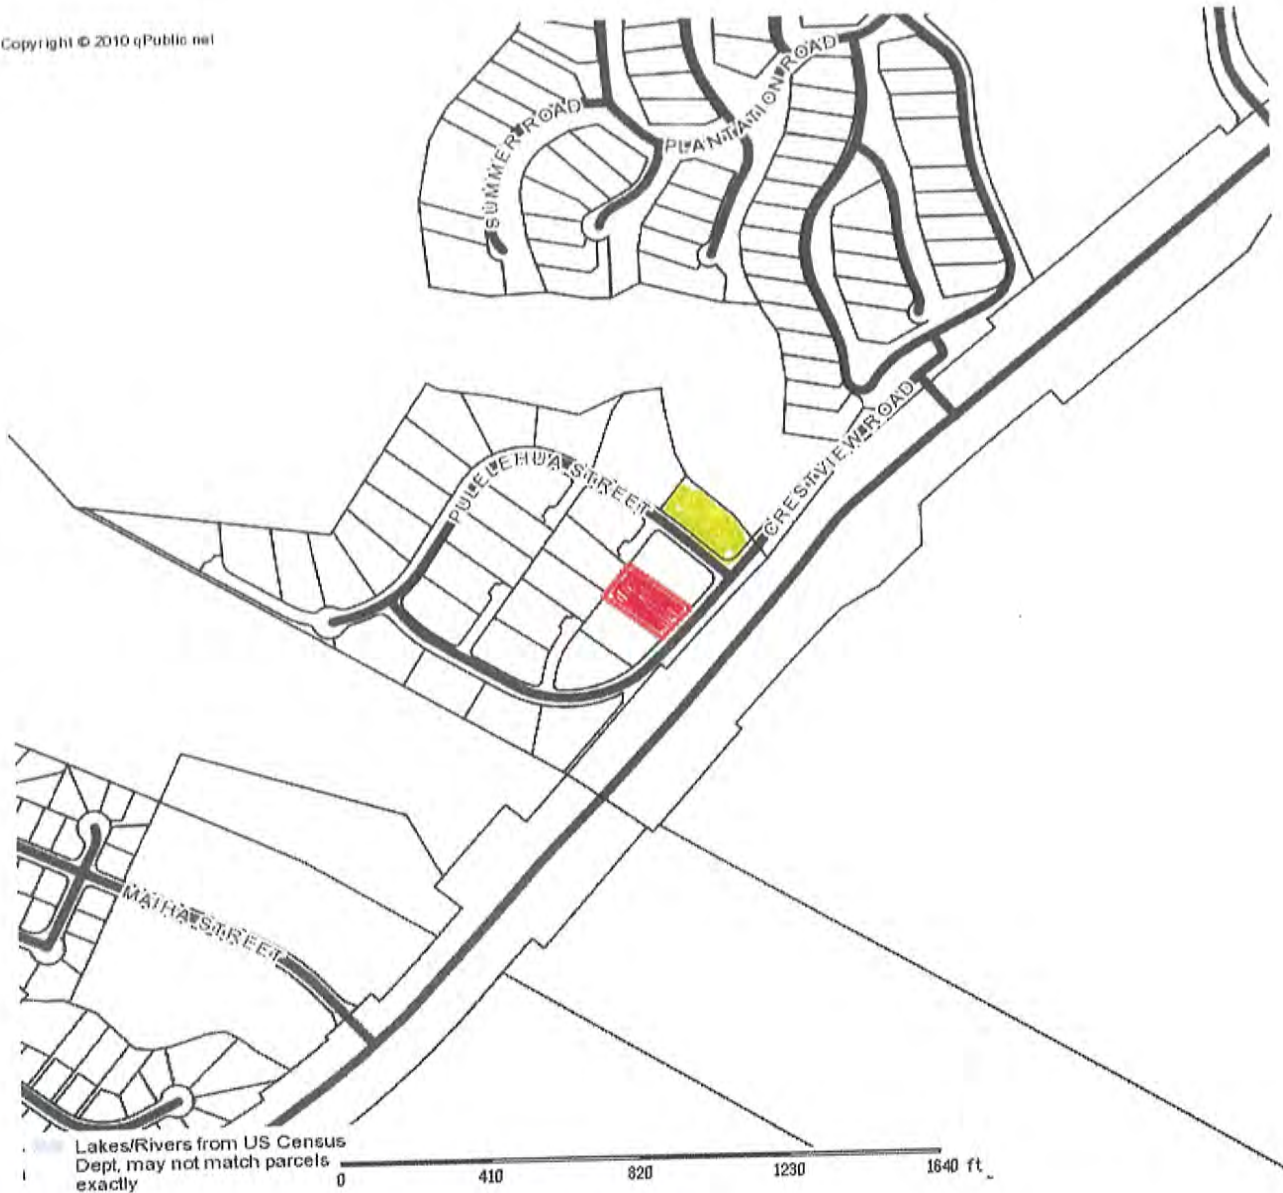 Copyright © 2010 qPublic net
PLANTATION ROAD
SUMMER ROAD
CRESTVIEW ROAD
PULELEHUA STREET
MAIHA STREET
Lakes/Rivers from US Census
Dept, may not match parcels
exactly
0 410 820 1230 1640 ft